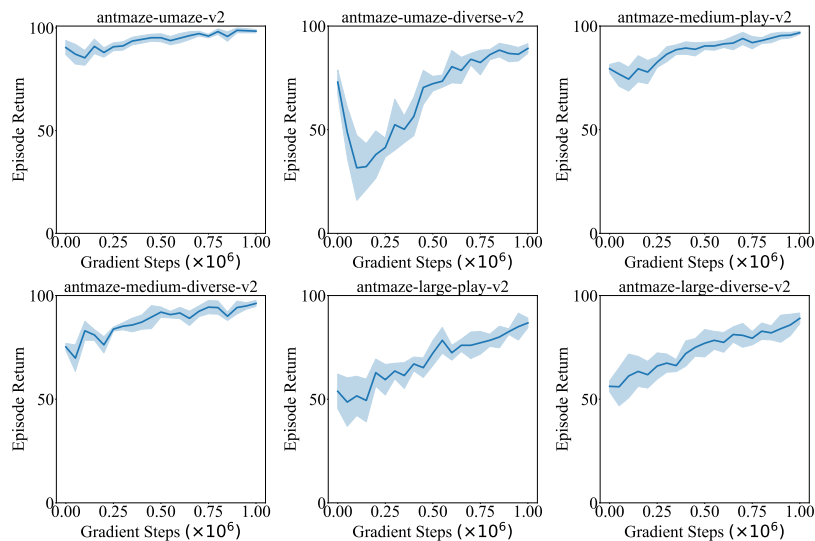 antmaze-umaze-v2
100
50
0
Episode Return
0.00 0.25 0.50 0.75 1.00
Gradient Steps (×10⁶)
antmaze-umaze-diverse-v2
100
50
0
Episode Return
0.00 0.25 0.50 0.75 1.00
Gradient Steps (×10⁶)
antmaze-medium-play-v2
100
50
0
Episode Return
0.00 0.25 0.50 0.75 1.00
Gradient Steps (×10⁶)
antmaze-medium-diverse-v2
100
50
0
Episode Return
0.00 0.25 0.50 0.75 1.00
Gradient Steps (×10⁶)
antmaze-large-play-v2
100
50
0
Episode Return
0.00 0.25 0.50 0.75 1.00
Gradient Steps (×10⁶)
antmaze-large-diverse-v2
100
50
0
Episode Return
0.00 0.25 0.50 0.75 1.00
Gradient Steps (×10⁶)